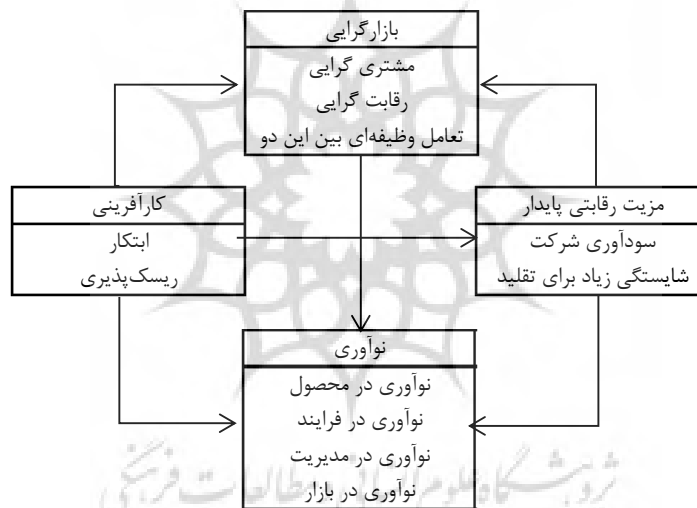 بازارگرایی
مشتری گرایی
رقابت گرایی
تعامل وظیفه‌ای بین این دو
کارآفرینی
ابتکار
ریسک‌پذیری
مزیت رقابتی پایدار
سودآوری شرکت
شایستگی زیاد برای تقلید
نوآوری
نوآوری در محصول
نوآوری در فرایند
نوآوری در مدیریت
نوآوری در بازار